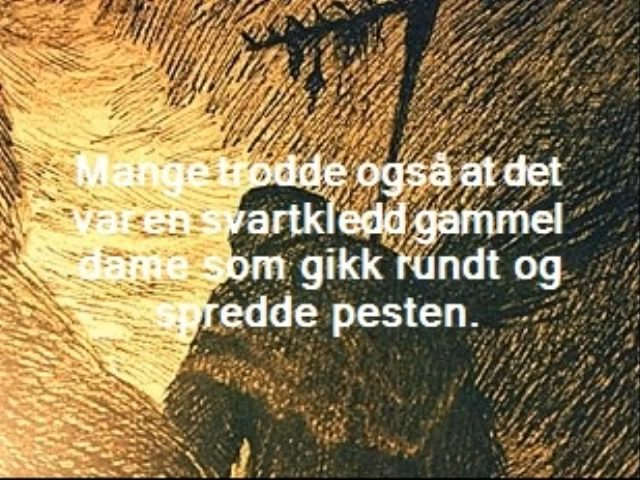 Mange trodde også at det
var en svartkledd gammel
dame som gikk rundt og
spredde pesten.